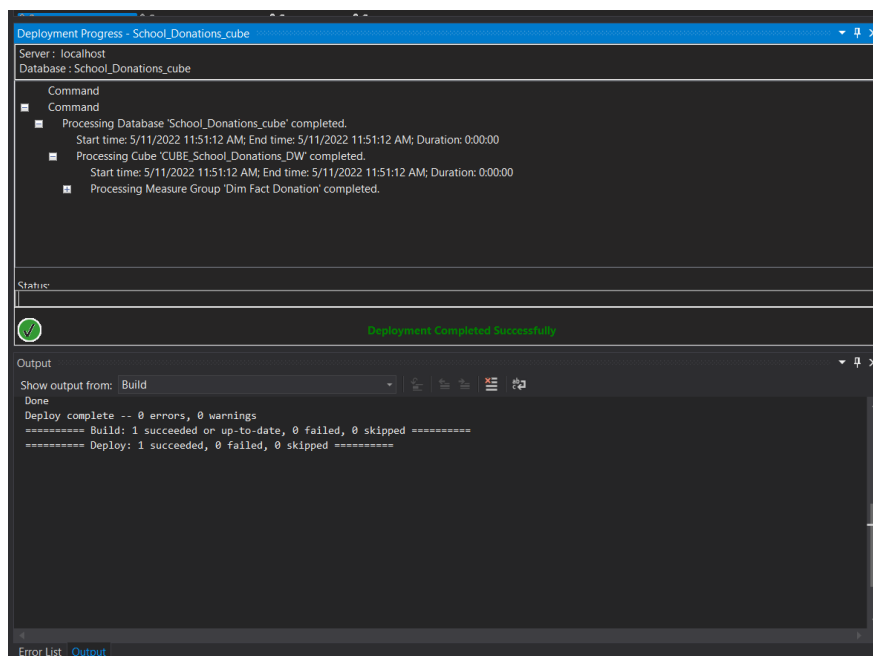 Deployment Progress - School_Donations_cube
Server : localhost
Database : School_Donations_cube
Command
Command
Processing Database 'School_Donations_cube' completed.
Start time: 5/11/2022 11:51:12 AM; End time: 5/11/2022 11:51:12 AM; Duration: 0:00:00
Processing Cube 'CUBE_School_Donations_DW' completed.
Start time: 5/11/2022 11:51:12 AM; End time: 5/11/2022 11:51:12 AM; Duration: 0:00:00
Processing Measure Group 'Dim Fact Donation' completed.
Status:
Deployment Completed Successfully
Output
Show output from: Build
Done
Deploy complete -- 0 errors, 0 warnings
========== Build: 1 succeeded or up-to-date, 0 failed, 0 skipped ==========
========== Deploy: 1 succeeded, 0 failed, 0 skipped ==========
Error List Output